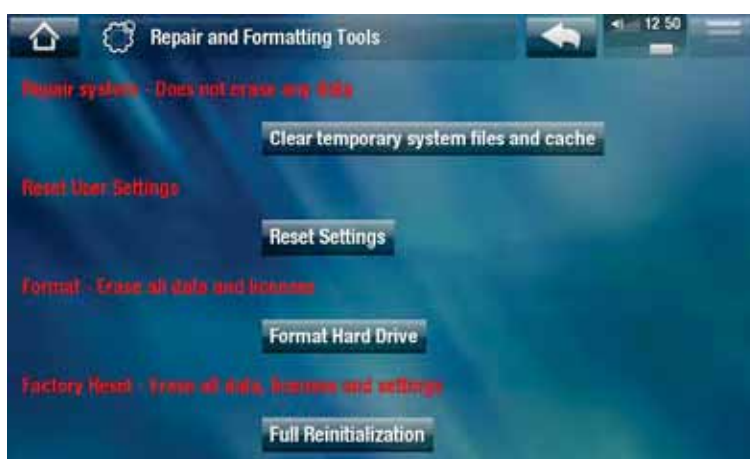 Repair and Formatting Tools
12 50
Repair system - Does not erase any data
Clear temporary system files and cache
Reset User Settings
Reset Settings
Format - Erase all data and licenses
Format Hard Drive
Factory Reset - Erase all data, licenses and settings
Full Reinitialization